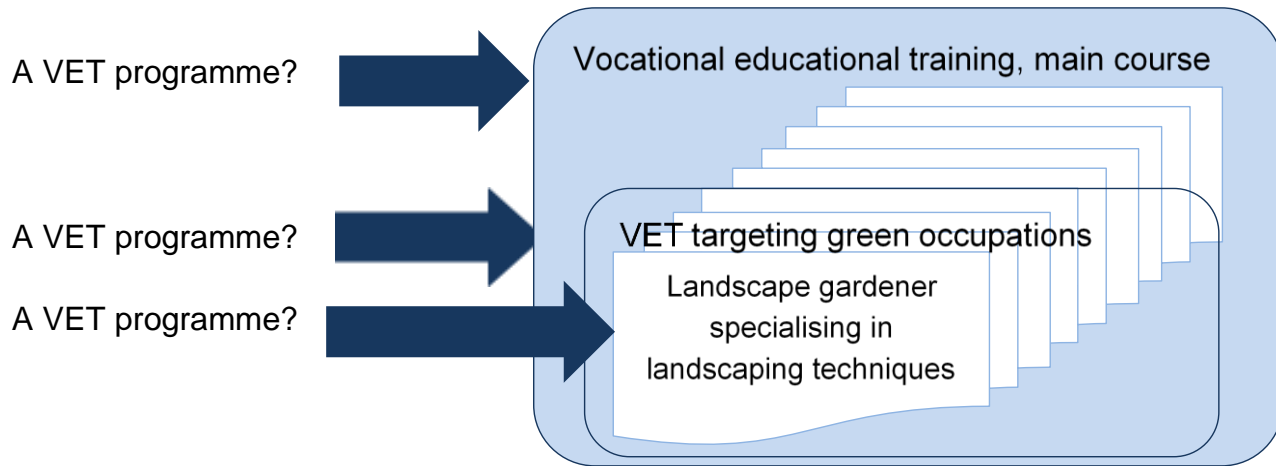 A VET programme?
Vocational educational training, main course
A VET programme?
VET targeting green occupations
A VET programme?
Landscape gardener
specialising in
landscaping techniques